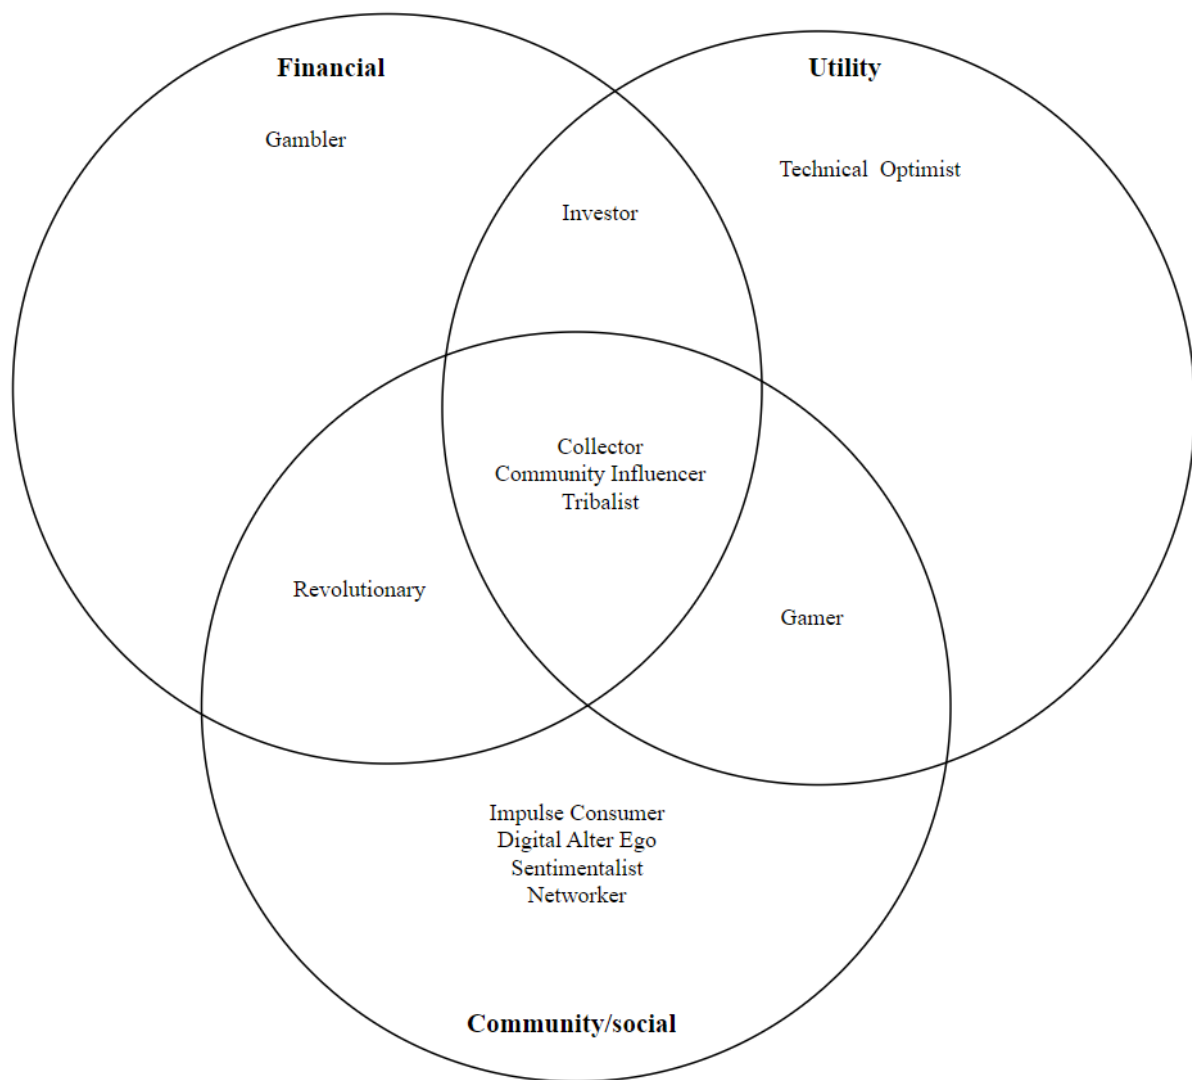 Financial
Utility
Gambler
Technical Optimist
Investor
Collector
Community Influencer
Tribalist
Revolutionary
Gamer
Impulse Consumer
Digital Alter Ego
Sentimentalist
Networker
Community/social